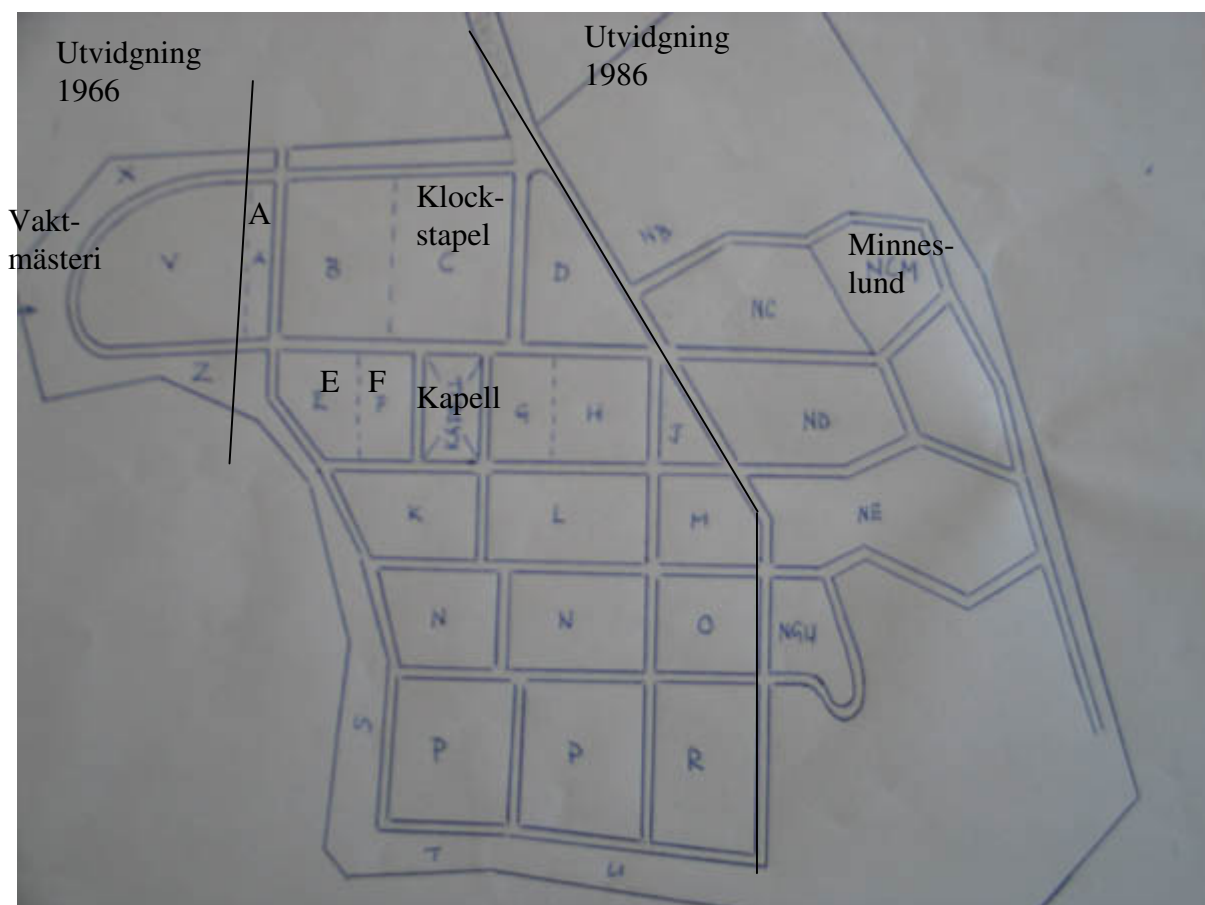 Utvidgning
1966
Utvidgning
1986
X
A
Klock-
stapel
Vakt-
mästeri
V
A
B
C
D
NB
Minnes-
lund
NCM
NC
Z
E
F
Kapell
E
F
G
H
J
ND
K
L
M
NE
N
N
O
NGU
S
P
P
R
T
U